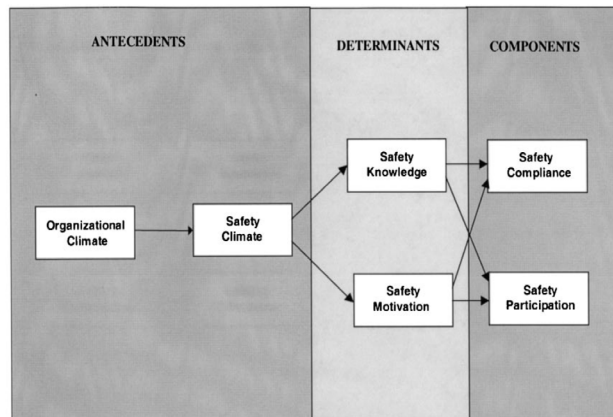 ANTECEDENTS
DETERMINANTS
COMPONENTS
Safety
Knowledge
Safety
Compliance
Organizational
Climate
Safety
Climate
Safety
Motivation
Safety
Participation